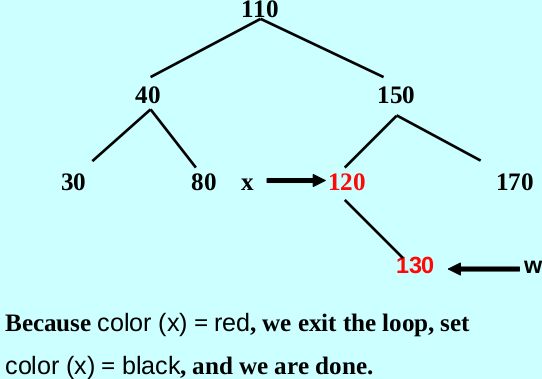 110
40 150
30 80 x 120 170
130 w
Because color (x) = red, we exit the loop, set
color (x) = black, and we are done.